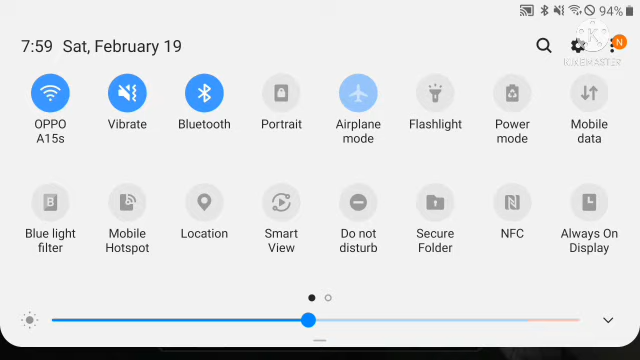 94%
7:59 Sat, February 19
N
KINEMASTER
OPPO A15s
Vibrate
Bluetooth
Portrait
Airplane mode
Flashlight
Power mode
Mobile data
B
Blue light filter
Mobile Hotspot
Location
Smart View
Do not disturb
Secure Folder
NFC
Always On Display